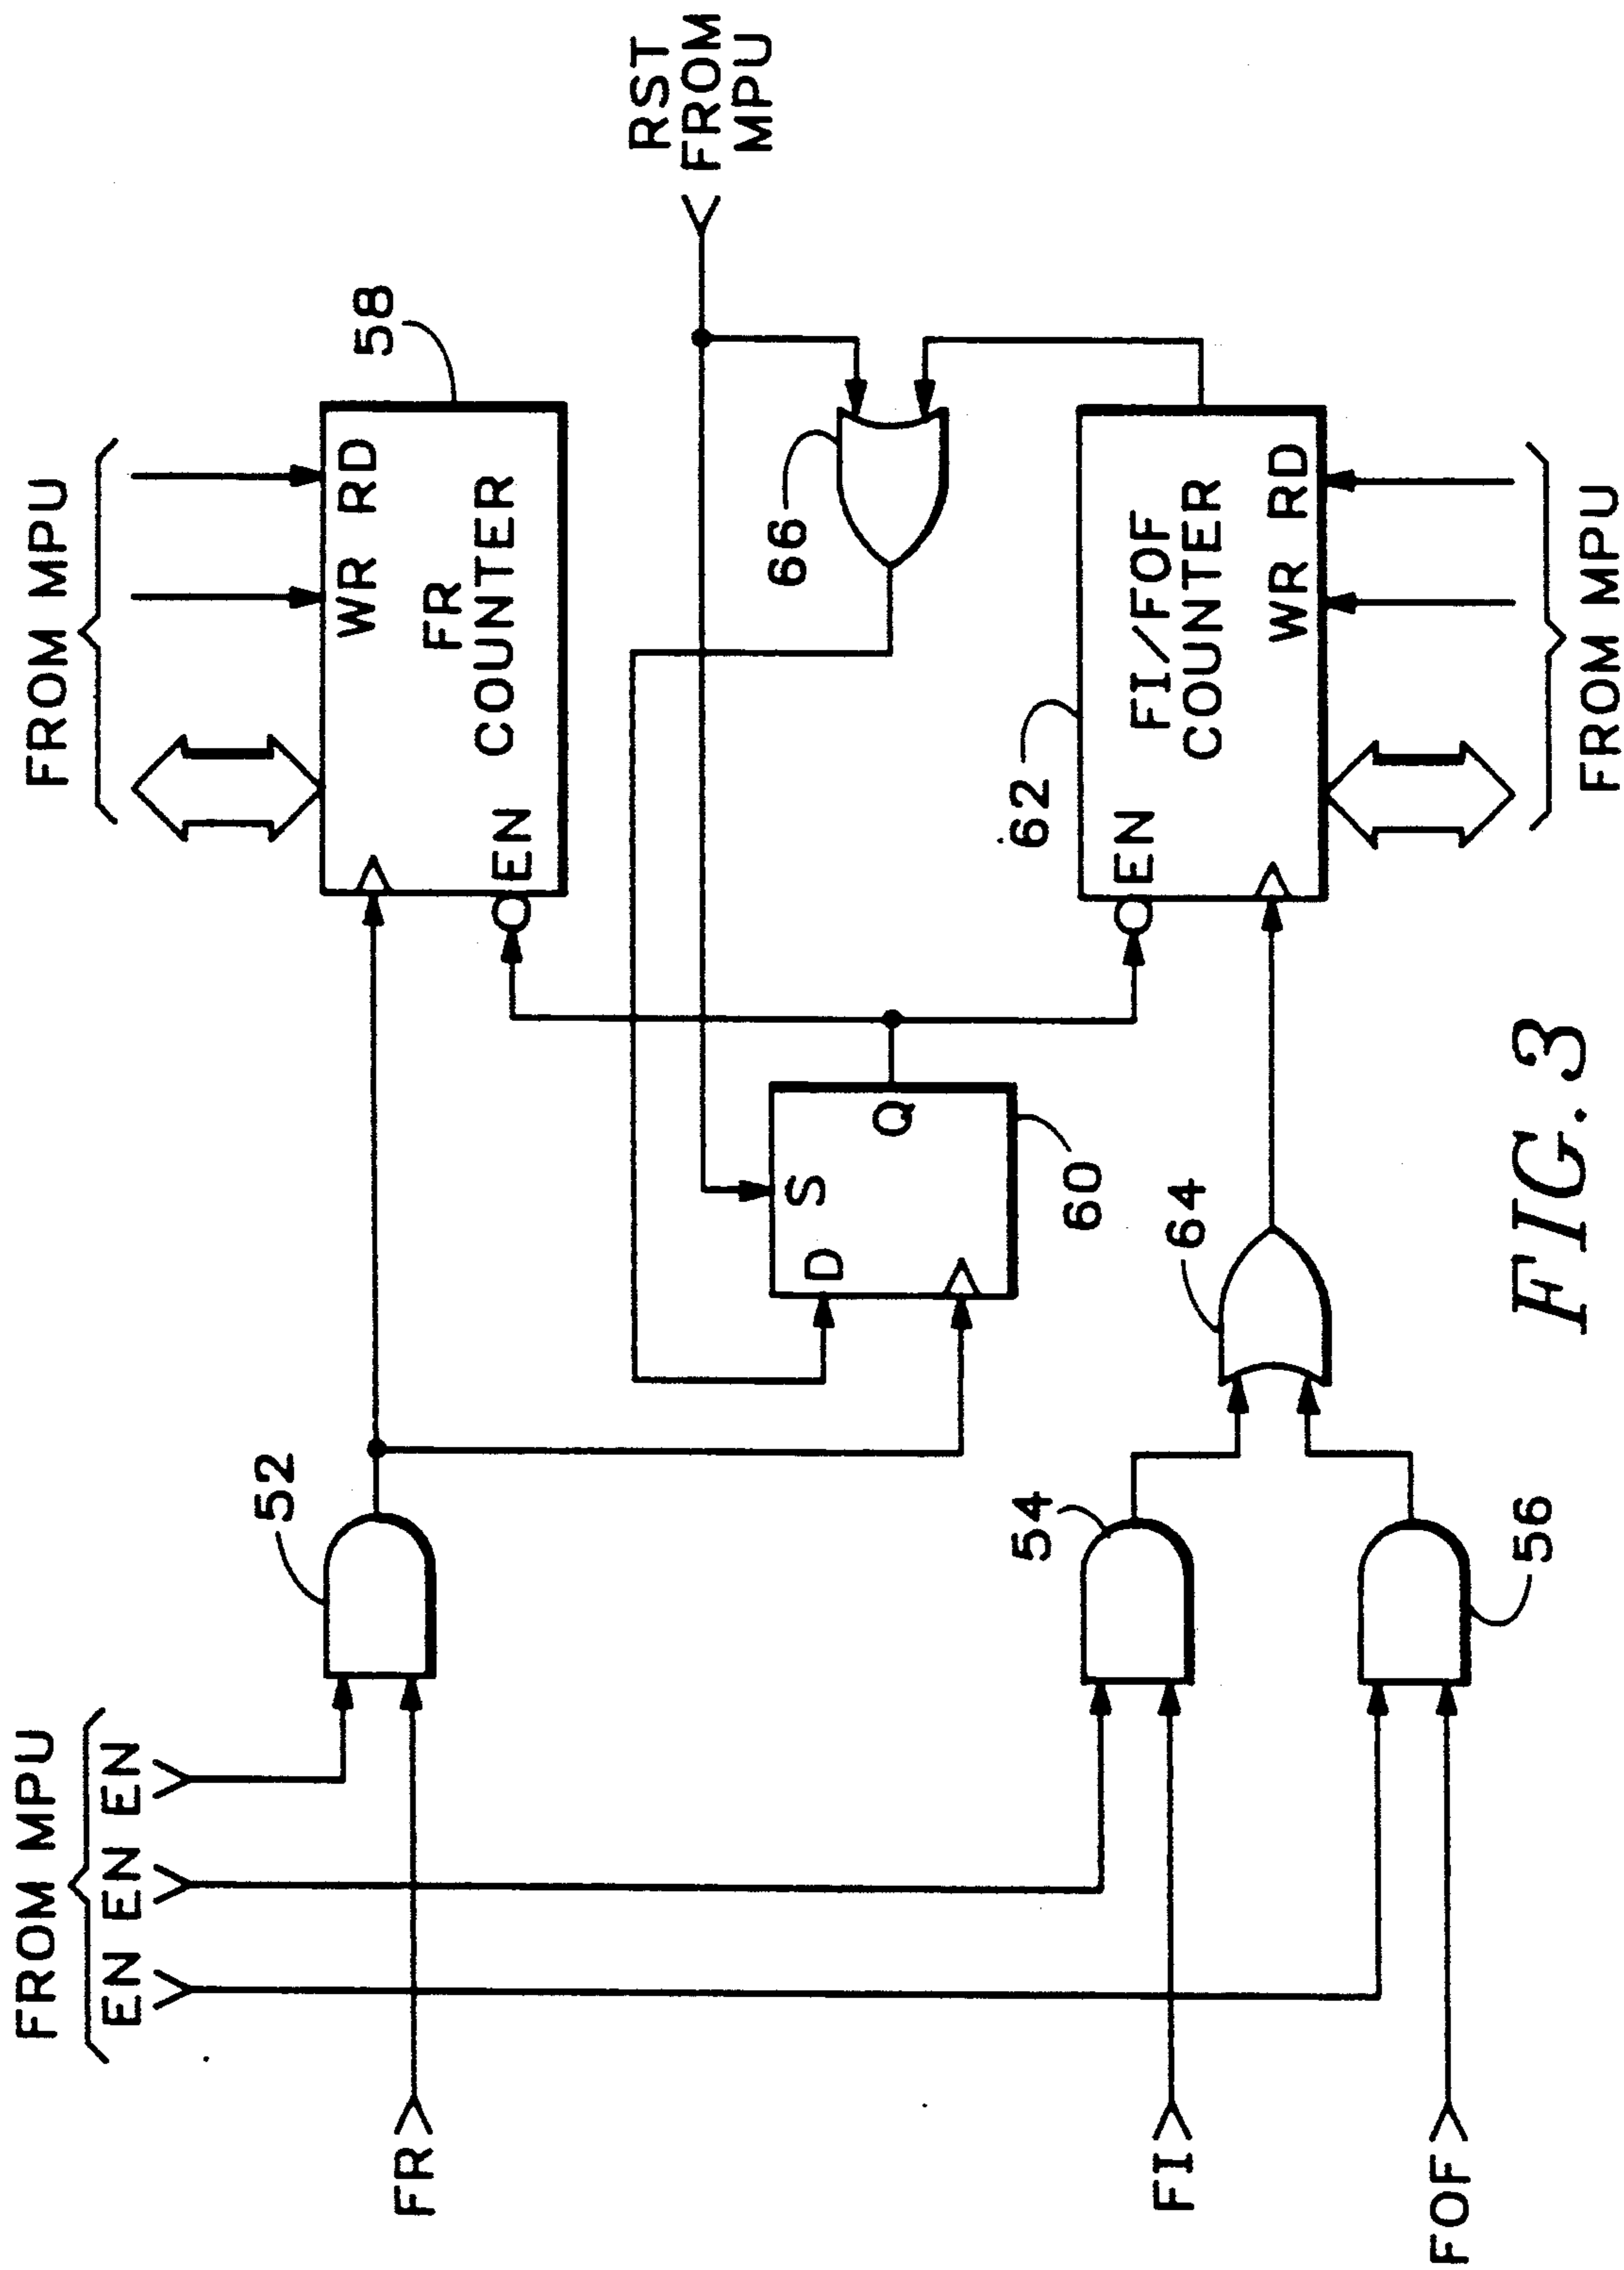 FROM MPU
EN EN EN
FR
FI
FOF
52
54
56
64
D
S
Q
60
FROM MPU
WR RD
FR
COUNTER
EN
58
RST
FROM
MPU
66
62
EN
FI/FOF
COUNTER
WR RD
FROM MPU
FIG. 3